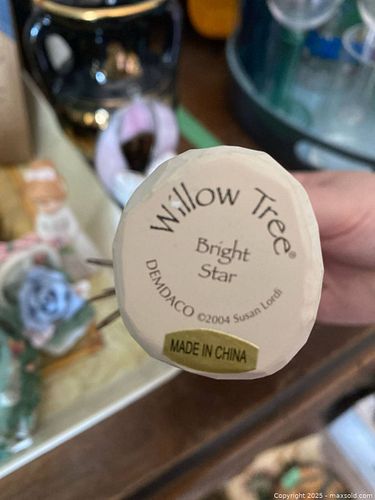 Willow Tree®
Bright
Star
DEMDACO ©2004 Susan Lordi
MADE IN CHINA
Copyright 2025 - maxsold.com